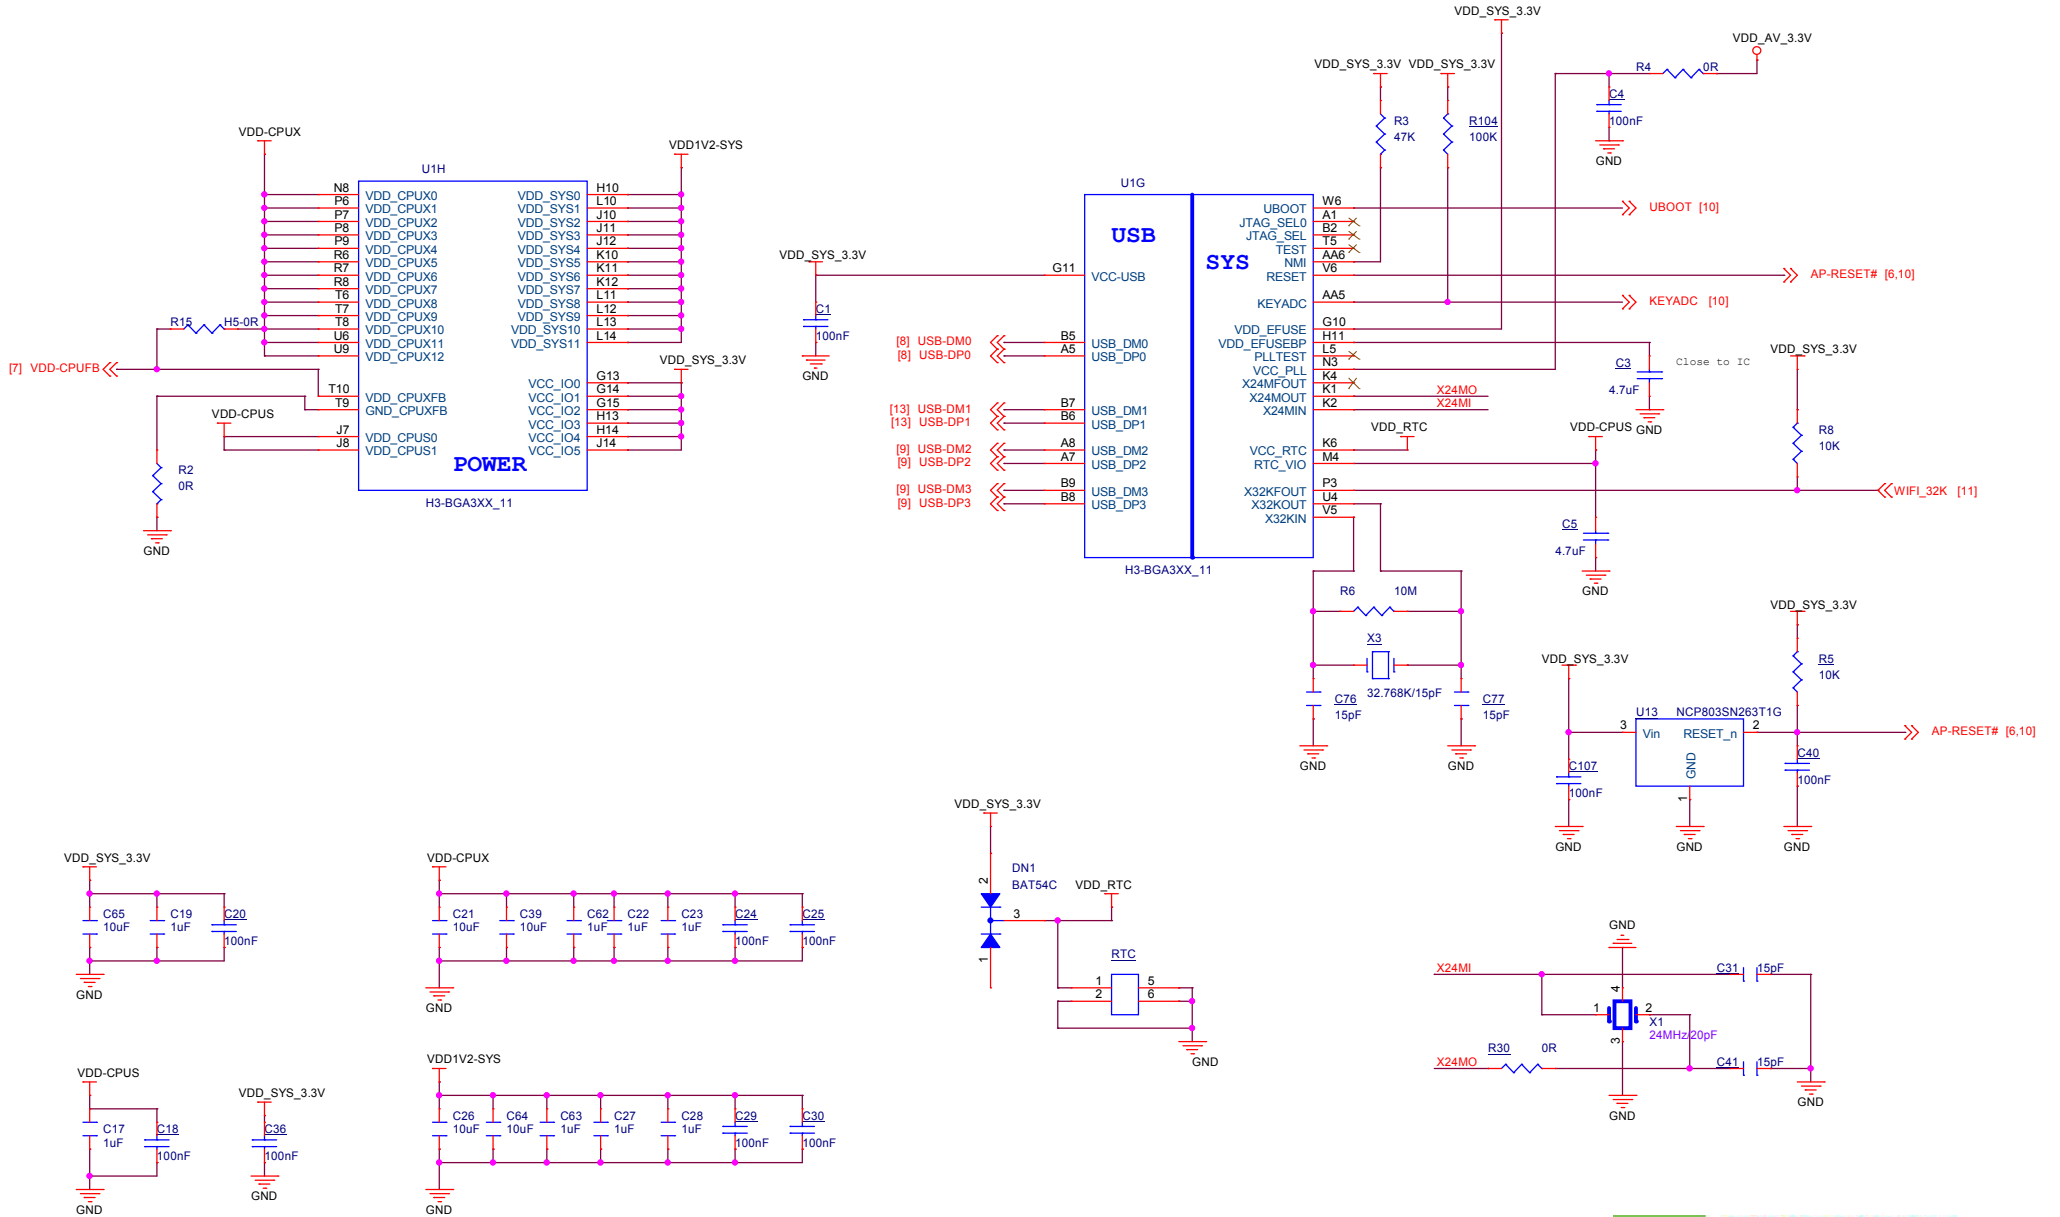 VDD_SYS_3.3V
VDD_AV_3.3V
VDD_SYS_3.3V VDD_SYS_3.3V
R4 0R
C4
100nF
GND
R3
47K
R104
100K
VDD-CPUX
VDD1V2-SYS
U1H
N8 VDD_CPUX0 VDD_SYS0 H10
P6 VDD_CPUX1 VDD_SYS1 L10
P7 VDD_CPUX2 VDD_SYS2 J10
P8 VDD_CPUX3 VDD_SYS3 J11
P9 VDD_CPUX4 VDD_SYS4 J12
R6 VDD_CPUX5 VDD_SYS5 K10
R7 VDD_CPUX6 VDD_SYS6 K11
R8 VDD_CPUX7 VDD_SYS7 K12
T6 VDD_CPUX8 VDD_SYS8 L11
T7 VDD_CPUX9 VDD_SYS9 L12
T8 VDD_CPUX10 VDD_SYS10 L13
U6 VDD_CPUX11 VDD_SYS11 L14
U9 VDD_CPUX12
R15 H5-0R
VDD_SYS_3.3V
[7] VDD-CPUFB
VCC_IO0 G13
T10 VDD_CPUXFB VCC_IO1 G14
T9 GND_CPUXFB VCC_IO2 G15
VCC_IO3 H13
VDD-CPUS
J7 VDD_CPUS0 VCC_IO4 H14
J8 VDD_CPUS1 VCC_IO5 J14
POWER
H3-BGA3XX_11
R2
0R
GND
U1G
USB
SYS
VDD_SYS_3.3V
C1
100nF
GND
G11 VCC-USB
[8] USB-DM0 B5 USB_DM0
[8] USB-DP0 A5 USB_DP0
[13] USB-DM1 B7 USB_DM1
[13] USB-DP1 B6 USB_DP1
[9] USB-DM2 A8 USB_DM2
[9] USB-DP2 A7 USB_DP2
[9] USB-DM3 B9 USB_DM3
[9] USB-DP3 B8 USB_DP3
UBOOT W6 UBOOT [10]
JTAG_SEL0 A1
JTAG_SEL B2
TEST T5
NMI AA6
RESET V6 AP-RESET# [6,10]
KEYADC AA5 KEYADC [10]
VDD_EFUSE G10
VDD_EFUSEBP H11
PLLTEST L5
VCC_PLL N3
X24MFOUT K4
X24MOUT K1 X24MO
X24MIN K2 X24MI
VCC_RTC K6 VDD_RTC
RTC_VIO M4 VDD-CPUS
X32KFOUT P3 WIFI_32K [11]
X32KOUT U4
X32KIN V5
H3-BGA3XX_11
C3 Close to IC
4.7uF
GND
VDD_SYS_3.3V
R8
10K
C5
4.7uF
GND
R6 10M
X3
32.768K/15pF
C76
15pF
C77
15pF
GND GND
VDD_SYS_3.3V
VDD_SYS_3.3V
R5
10K
U13 NCP803SN263T1G
3 Vin RESET_n 2
GND
1
AP-RESET# [6,10]
C107
100nF
C40
100nF
GND GND GND
VDD_SYS_3.3V
C65
10uF
C19
1uF
C20
100nF
GND
VDD-CPUX
C21
10uF
C39
10uF
C62
1uF
C22
1uF
C23
1uF
C24
100nF
C25
100nF
GND
VDD_SYS_3.3V
DN1
BAT54C
2
3
1
VDD_RTC
RTC
1 5
2 6
GND
GND
X24MI
C31 15pF
4
1 2
X1
24MHz/20pF
3
X24MO R30 0R
C41 15pF
GND GND
VDD-CPUS
C17
1uF
C18
100nF
GND
VDD_SYS_3.3V
C36
100nF
GND
VDD1V2-SYS
C26
10uF
C64
10uF
C63
1uF
C27
1uF
C28
1uF
C29
100nF
C30
100nF
GND